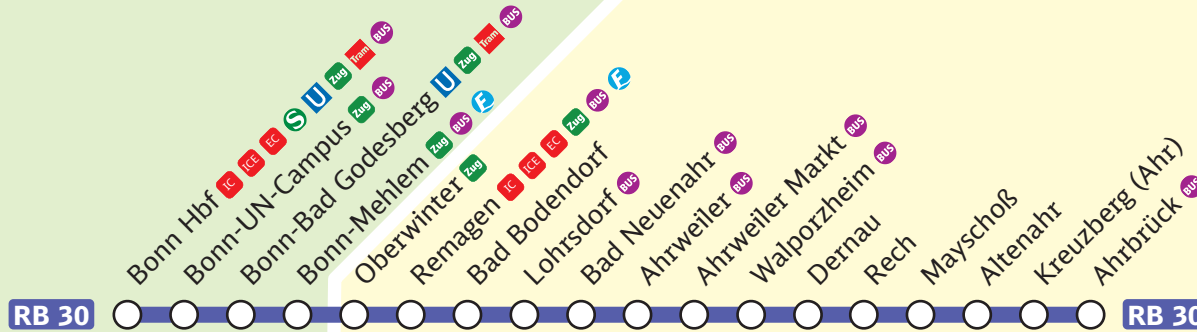 Bonn Hbf IC ICE EC S U Zug Tram BUS
Bonn-UN-Campus Zug BUS
Bonn-Bad Godesberg U Zug Tram BUS
Bonn-Mehlem Zug BUS F
Oberwinter Zug
Remagen IC ICE EC Zug BUS F
Bad Bodendorf
Lohrsdorf BUS
Bad Neuenahr BUS
Ahrweiler BUS
Ahrweiler Markt BUS
Walporzheim BUS
Dernau
Rech
Mayschoß
Altenahr
Kreuzberg (Ahr)
Ahrbrück BUS
RB 30
RB 30